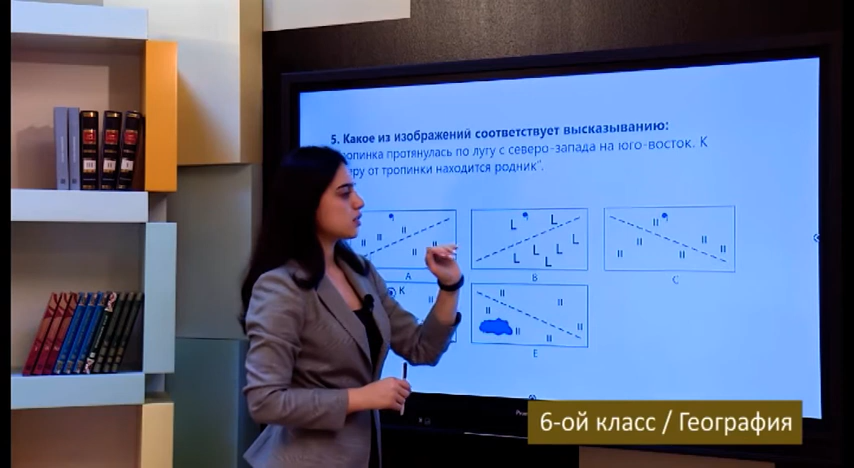 5. Какое из изображений соответствует высказыванию:
протянулась по лугу с северо-запада на юго-восток. К
от тропинки находится родник".
А
В
С
К
Е
6-ой класс / География